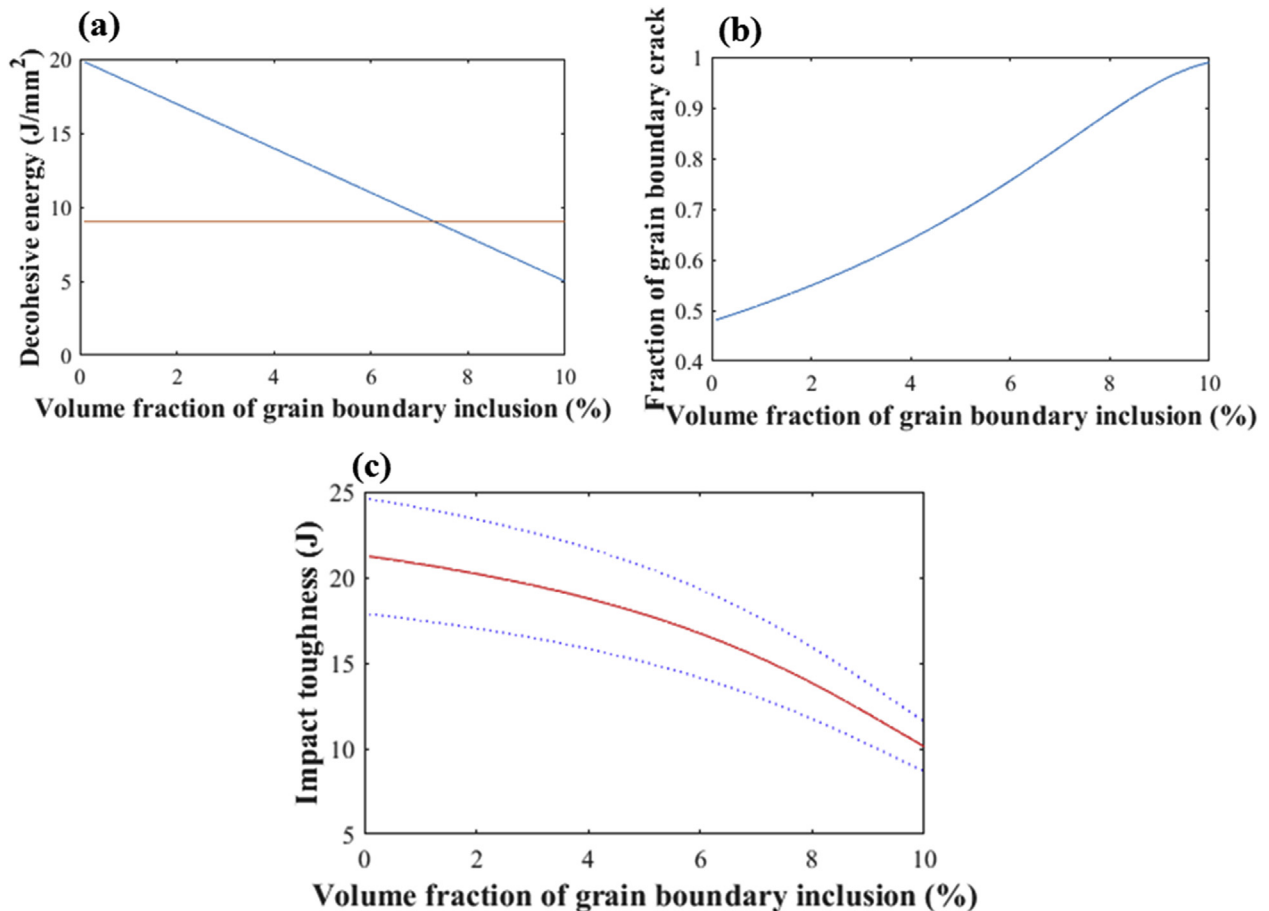 (a)
Decohesive energy (J/mm²)
20
15
10
5
0
0 2 4 6 8 10
Volume fraction of grain boundary inclusion (%)
(b)
Fraction of grain boundary crack
1
0.9
0.8
0.7
0.6
0.5
0.4
0 2 4 6 8 10
Volume fraction of grain boundary inclusion (%)
(c)
Impact toughness (J)
25
20
15
10
5
0 2 4 6 8 10
Volume fraction of grain boundary inclusion (%)